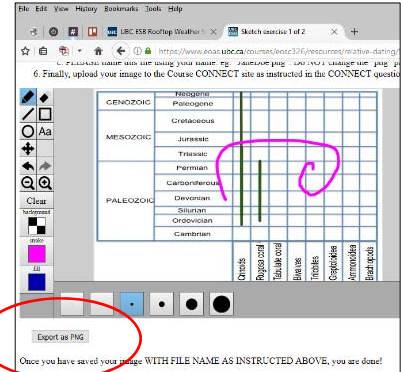 File Edit View History Bookmarks Tools Help
UBC ESB Rooftop Weather S
Sketch exercise 1 of 2
https://www.eoas.ubc.ca/courses/eosc326/resources/relative-dating/
6. Finally, upload your image to the Course CONNECT site as instructed in the CONNECT questio
Aa
Clear
background
stroke
fill
CENOZOIC
Neogene
Paleogene
MESOZOIC
Cretaceous
Jurassic
Triassic
PALEOZOIC
Permian
Carboniferous
Devonian
Silurian
Ordovician
Cambrian
Crinoids
Rugosa coral
Tabulate coral
Bivalves
Trilobites
Graptoloidea
Ammonoidea
Brachiopods
Export as PNG
Once you have saved your image WITH FILE NAME AS INSTRUCTED ABOVE, you are done!